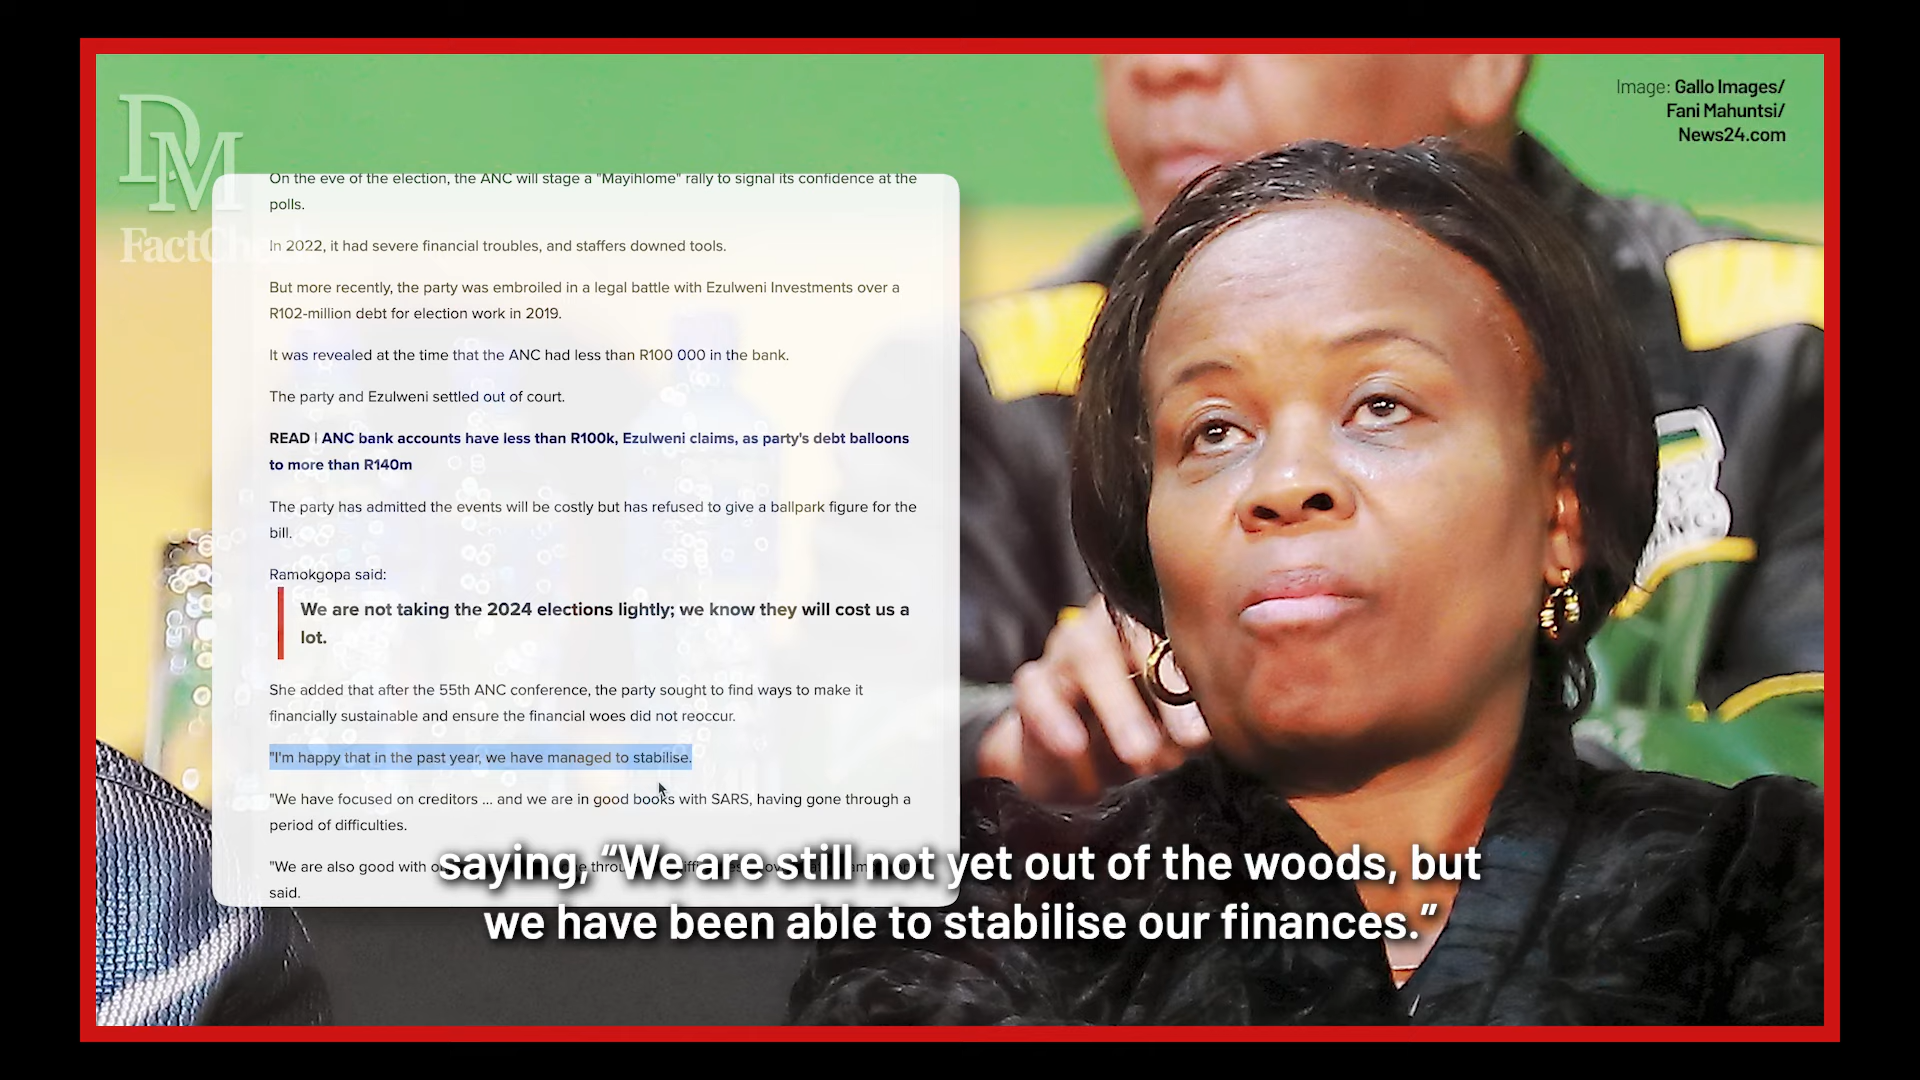 DM
FactCh
Image: Gallo Images/
Fani Mahuntsi/
News24.com
On the eve of the election, the ANC will stage a "Mayihlome" rally to signal its confidence at the
polls.
In 2022, it had severe financial troubles, and staffers downed tools.
But more recently, the party was embroiled in a legal battle with Ezulweni Investments over a
R102-million debt for election work in 2019.
It was revealed at the time that the ANC had less than R100 000 in the bank.
The party and Ezulweni settled out of court.
READ | ANC bank accounts have less than R100k, Ezulweni claims, as party's debt balloons
to more than R140m
The party has admitted the events will be costly but has refused to give a ballpark figure for the
bill.
Ramokgopa said:
We are not taking the 2024 elections lightly; we know they will cost us a
lot.
She added that after the 55th ANC conference, the party sought to find ways to make it
financially sustainable and ensure the financial woes did not reoccur.
"I'm happy that in the past year, we have managed to stabilise.
"We have focused on creditors ... and we are in good books with SARS, having gone through a
period of difficulties.
"We are also good with
said.
saying, “We are still not yet out of the woods, but
we have been able to stabilise our finances.”